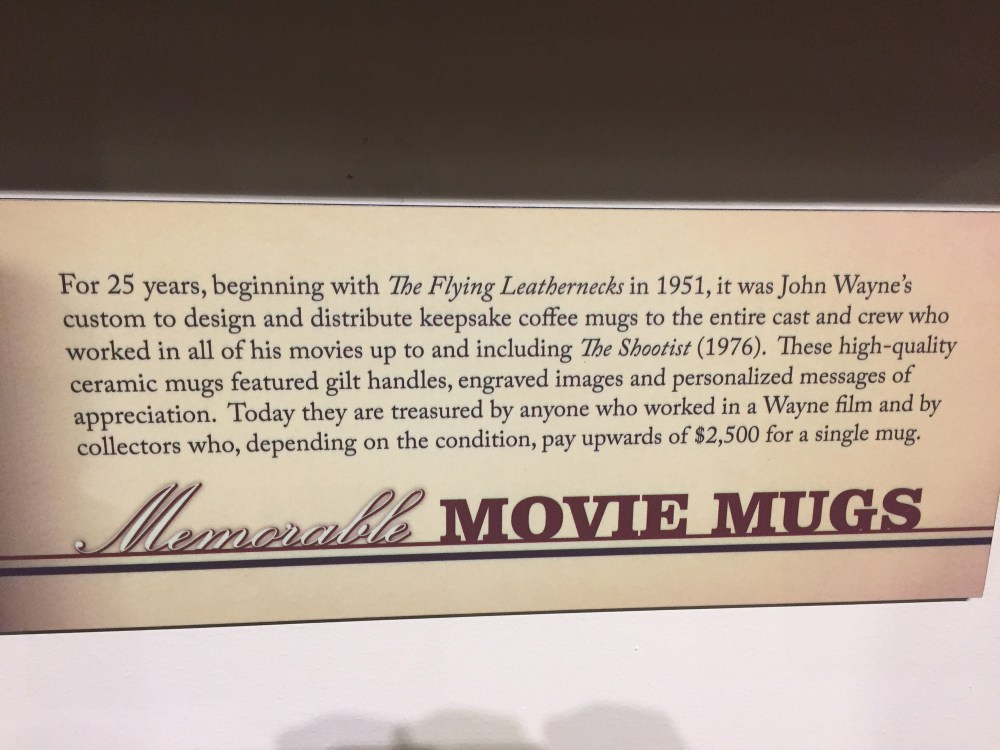 For 25 years, beginning with The Flying Leathernecks in 1951, it was John Wayne's
custom to design and distribute keepsake coffee mugs to the entire cast and crew who
worked in all of his movies up to and including The Shootist (1976). These high-quality
ceramic mugs featured gilt handles, engraved images and personalized messages of
appreciation. Today they are treasured by anyone who worked in a Wayne film and by
collectors who, depending on the condition, pay upwards of $2,500 for a single mug.
Memorable MOVIE MUGS